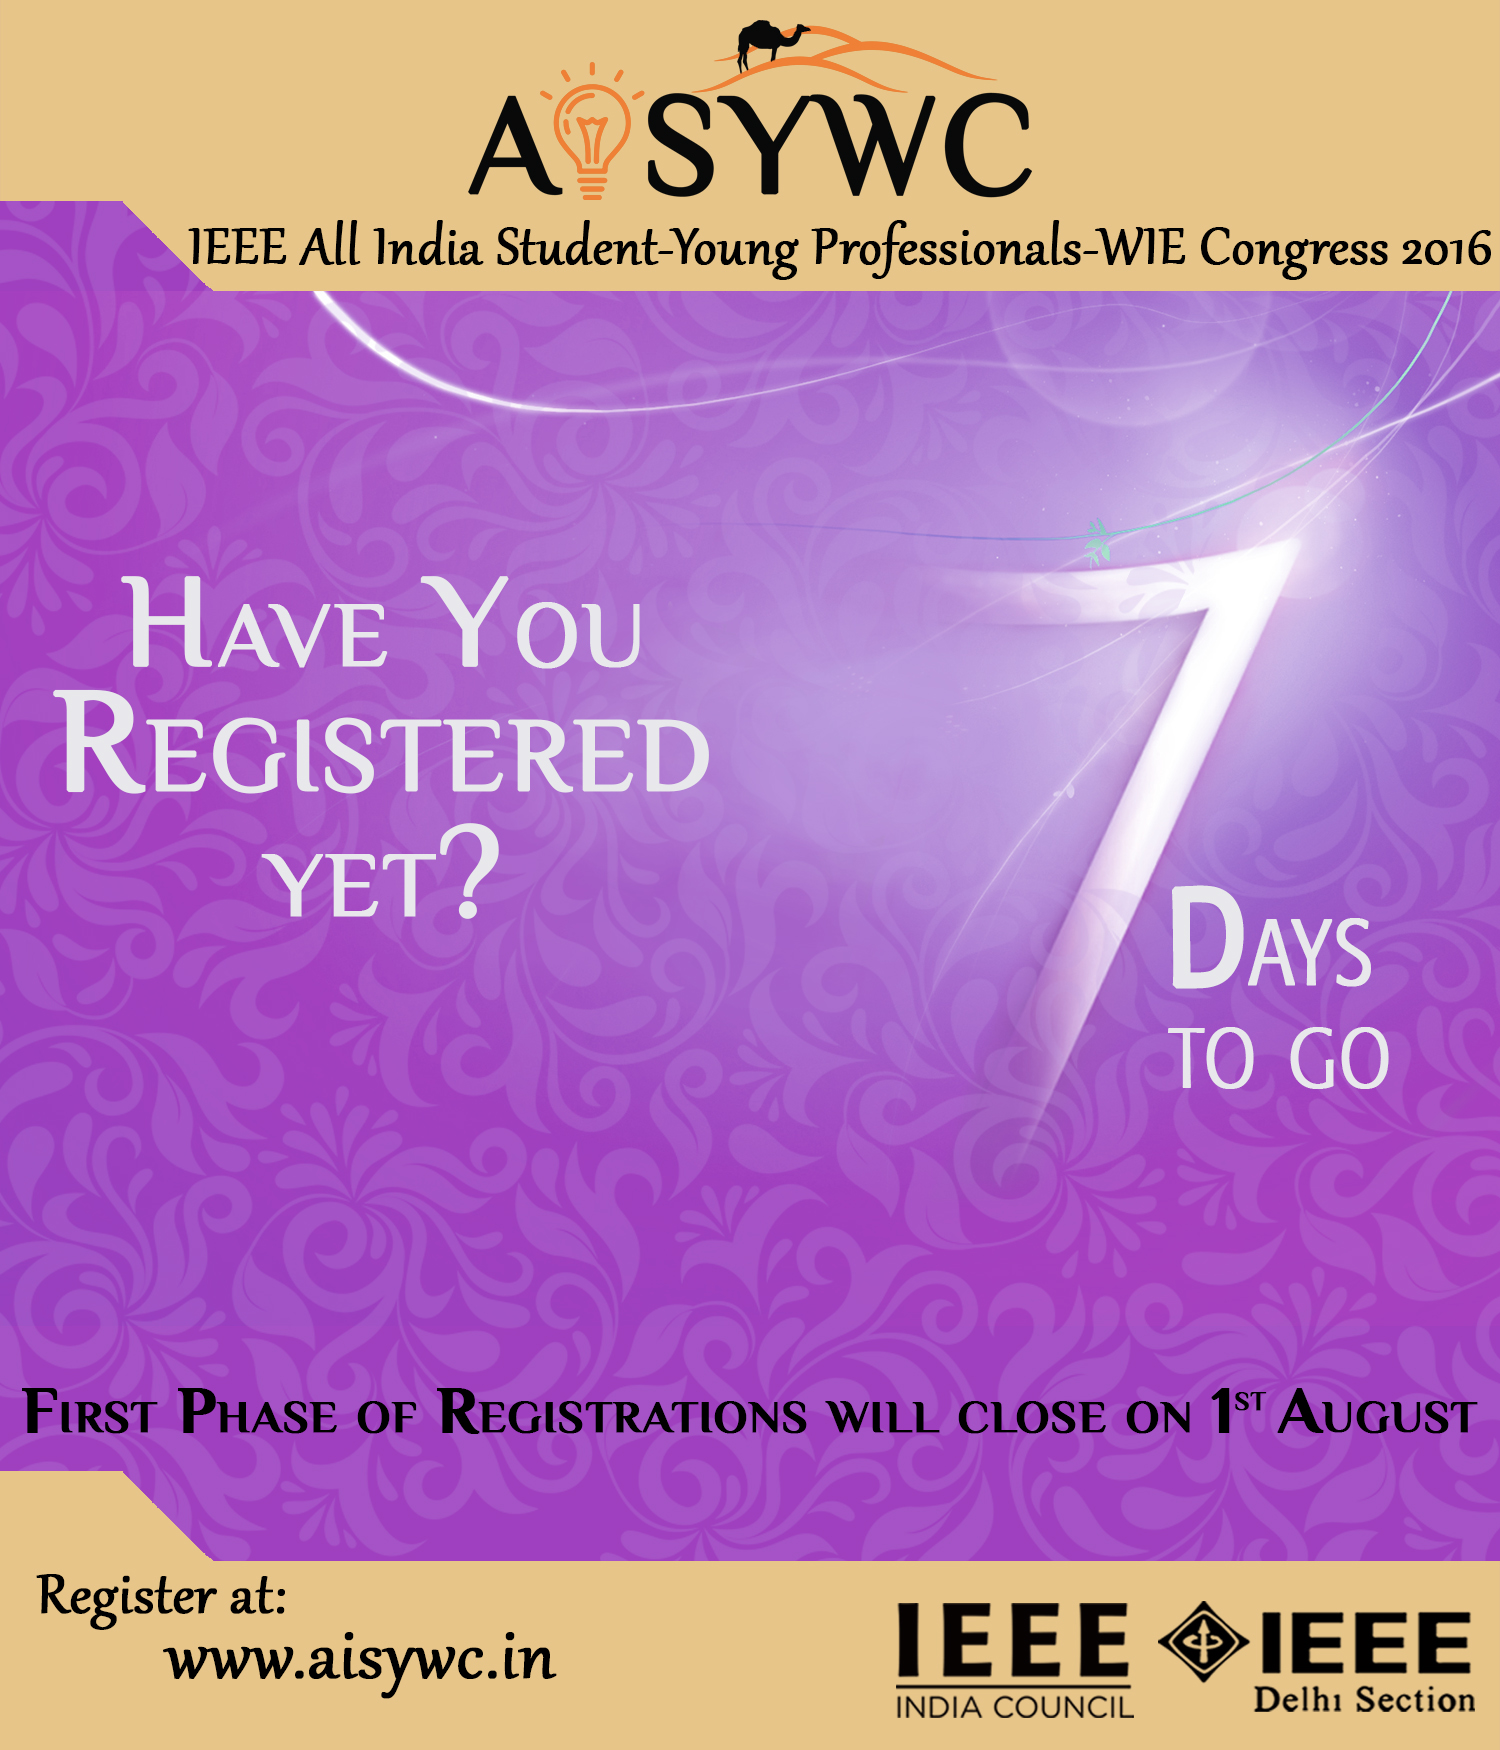 AISYWC
IEEE All India Student-Young Professionals-WIE Congress 2016
Have You
Registered
yet?
7
Days
to go
First Phase of Registrations will close on 1st August
Register at:
www.aisywc.in
IEEE
INDIA COUNCIL
IEEE
Delhi Section